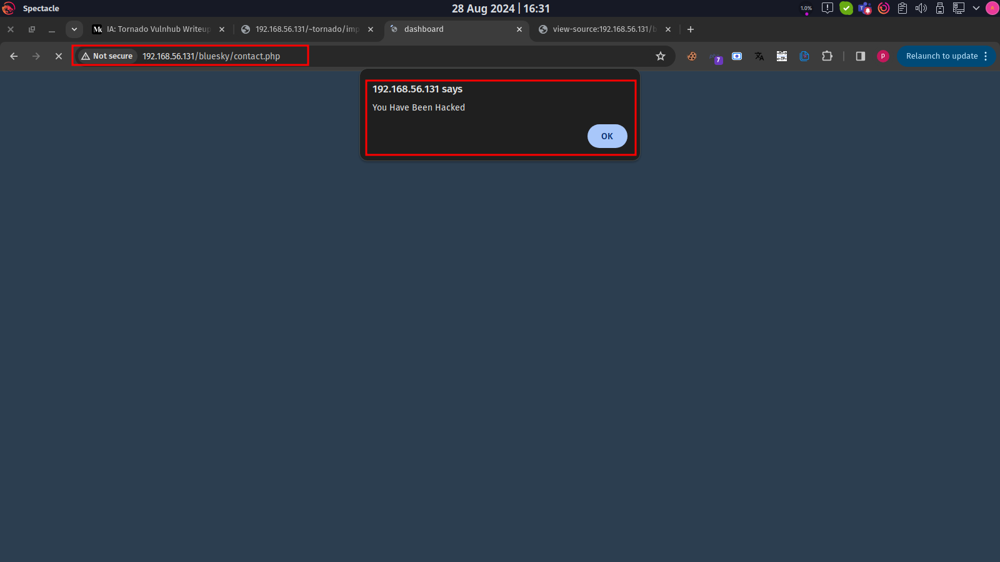 Spectacle
28 Aug 2024 | 16:31
1.0%
IA: Tornado Vulnhub Writeup
192.168.56.131/~tornado/imp
dashboard
view-source:192.168.56.131/b
Not secure
192.168.56.131/bluesky/contact.php
7
P
Relaunch to update
192.168.56.131 says
You Have Been Hacked
OK